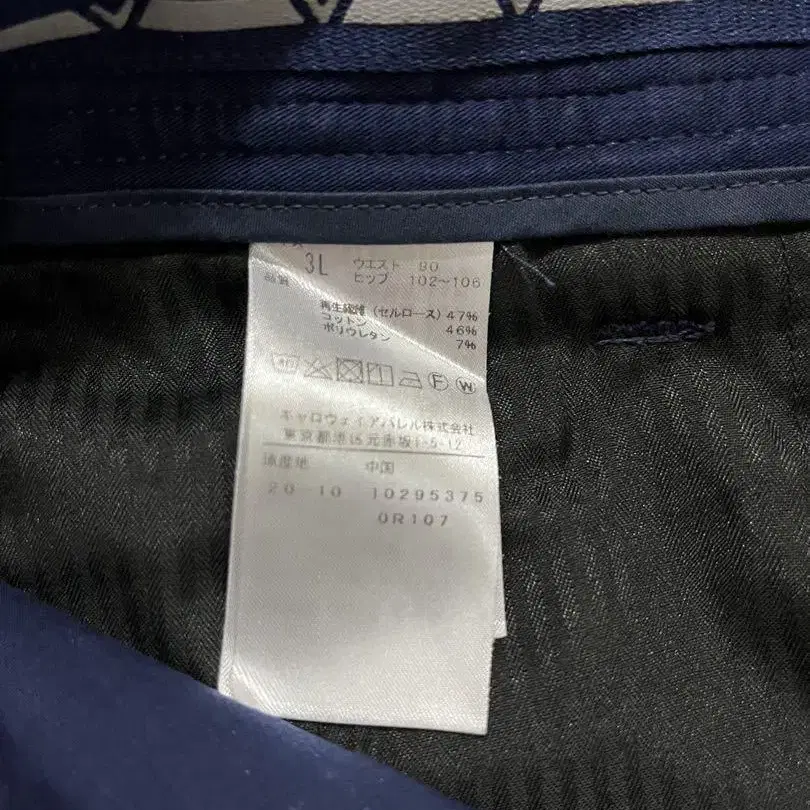 3L ウエスト 90
品質 ヒップ 102~106
再生繊維 (セルロース) 47%
コットン 46%
ポリウレタン 7%
40 F W
キャロウェイアパレル株式会社
東京都港区元赤坂1-5-12
原産地 中国
20-10 10295375
0R107